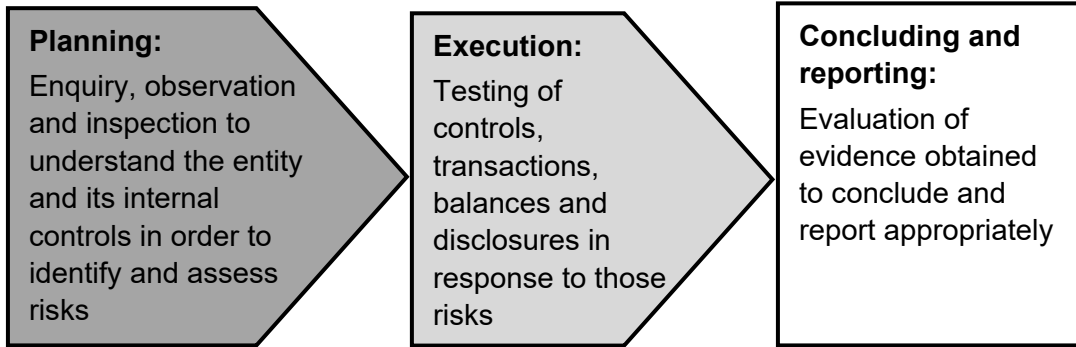 Planning:
Enquiry, observation
and inspection to
understand the entity
and its internal
controls in order to
identify and assess
risks
Execution:
Testing of
controls,
transactions,
balances and
disclosures in
response to those
risks
Concluding and
reporting:
Evaluation of
evidence obtained
to conclude and
report appropriately